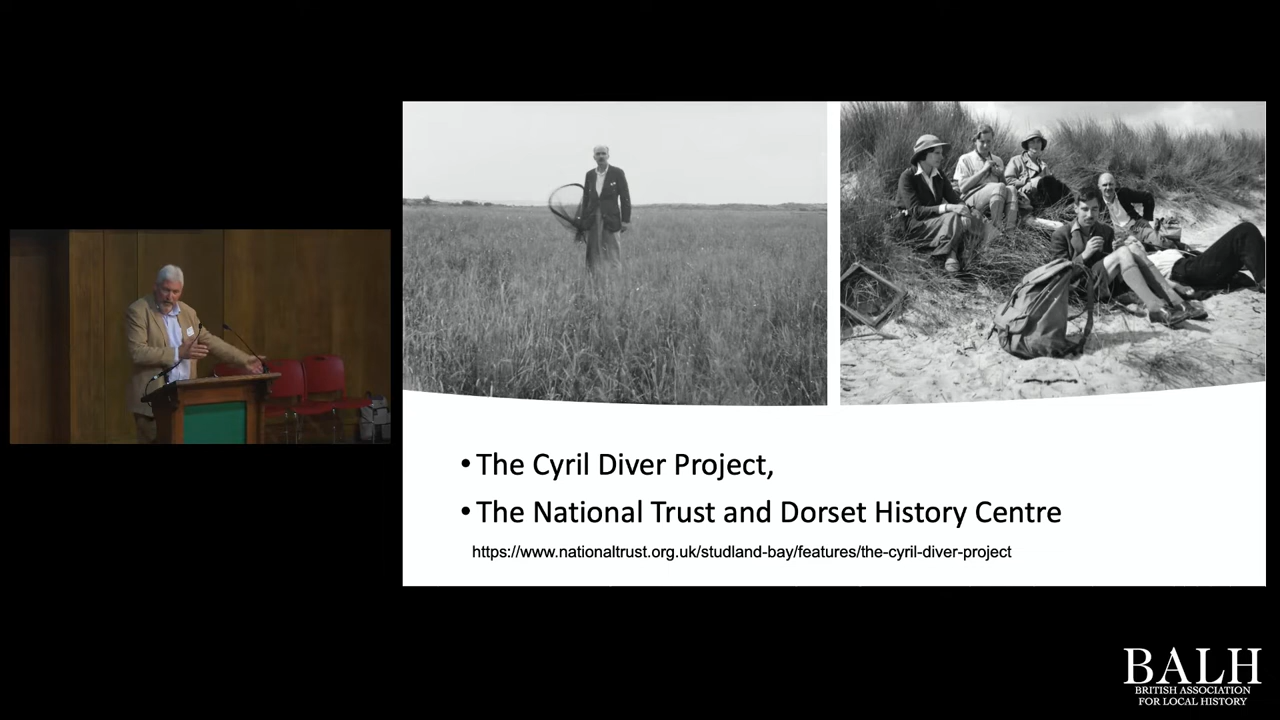 • The Cyril Diver Project,
• The National Trust and Dorset History Centre
https://www.nationaltrust.org.uk/studland-bay/features/the-cyril-diver-project
BALH
BRITISH ASSOCIATION
FOR LOCAL HISTORY